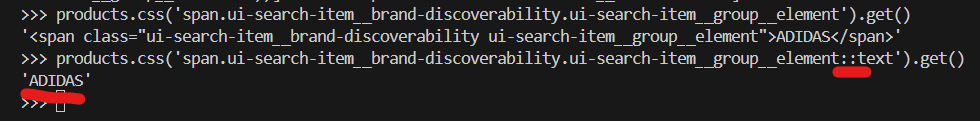 >>> products.css('span.ui-search-item__brand-discoverability.ui-search-item__group__element').get()
'<span class="ui-search-item__brand-discoverability ui-search-item__group__element">ADIDAS</span>'
>>> products.css('span.ui-search-item__brand-discoverability.ui-search-item__group__element::text').get()
'ADIDAS'
>>>